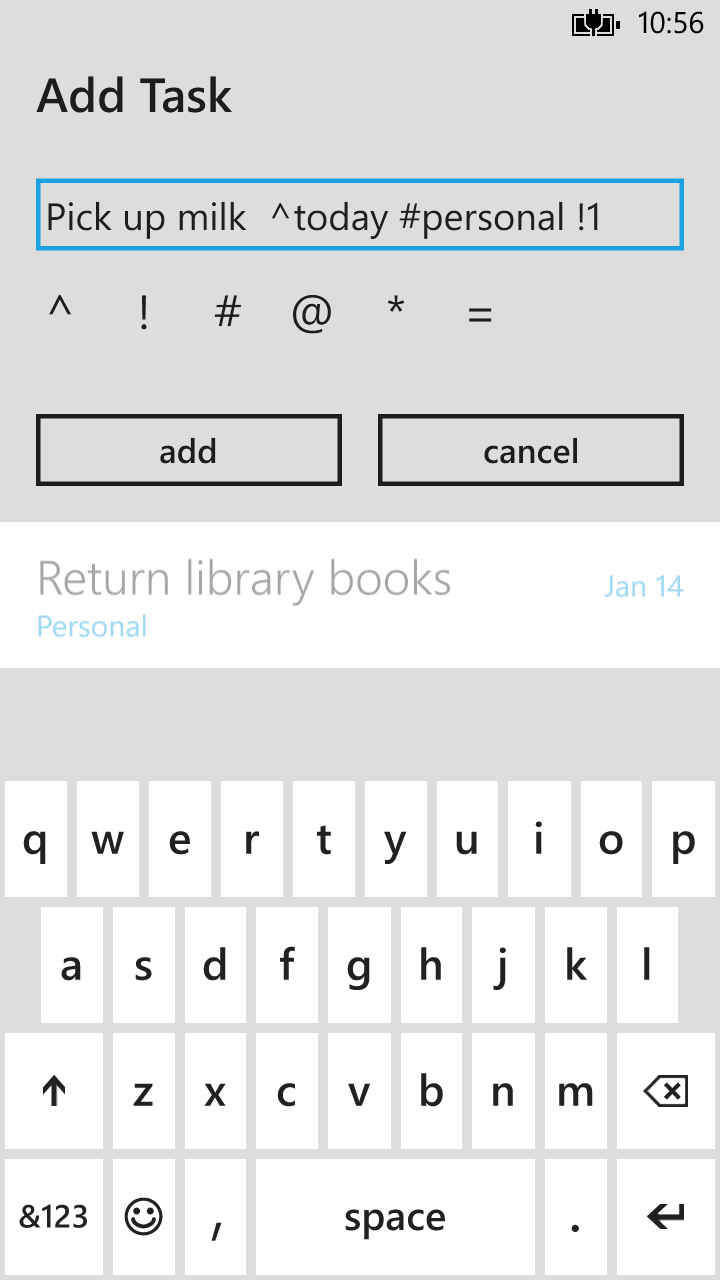 10:56
Add Task
Pick up milk  ^today #personal !1
^ ! # @ * =
add cancel
Return library books Jan 14
Personal
q w e r t y u i o p
a s d f g h j k l
z x c v b n m
&123 , space .